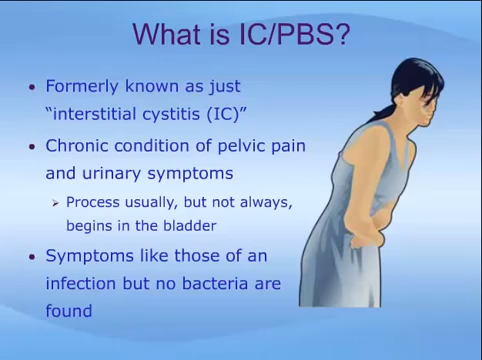 What is IC/PBS?
• Formerly known as just
“interstitial cystitis (IC)”
• Chronic condition of pelvic pain
and urinary symptoms
➢ Process usually, but not always,
begins in the bladder
• Symptoms like those of an
infection but no bacteria are
found